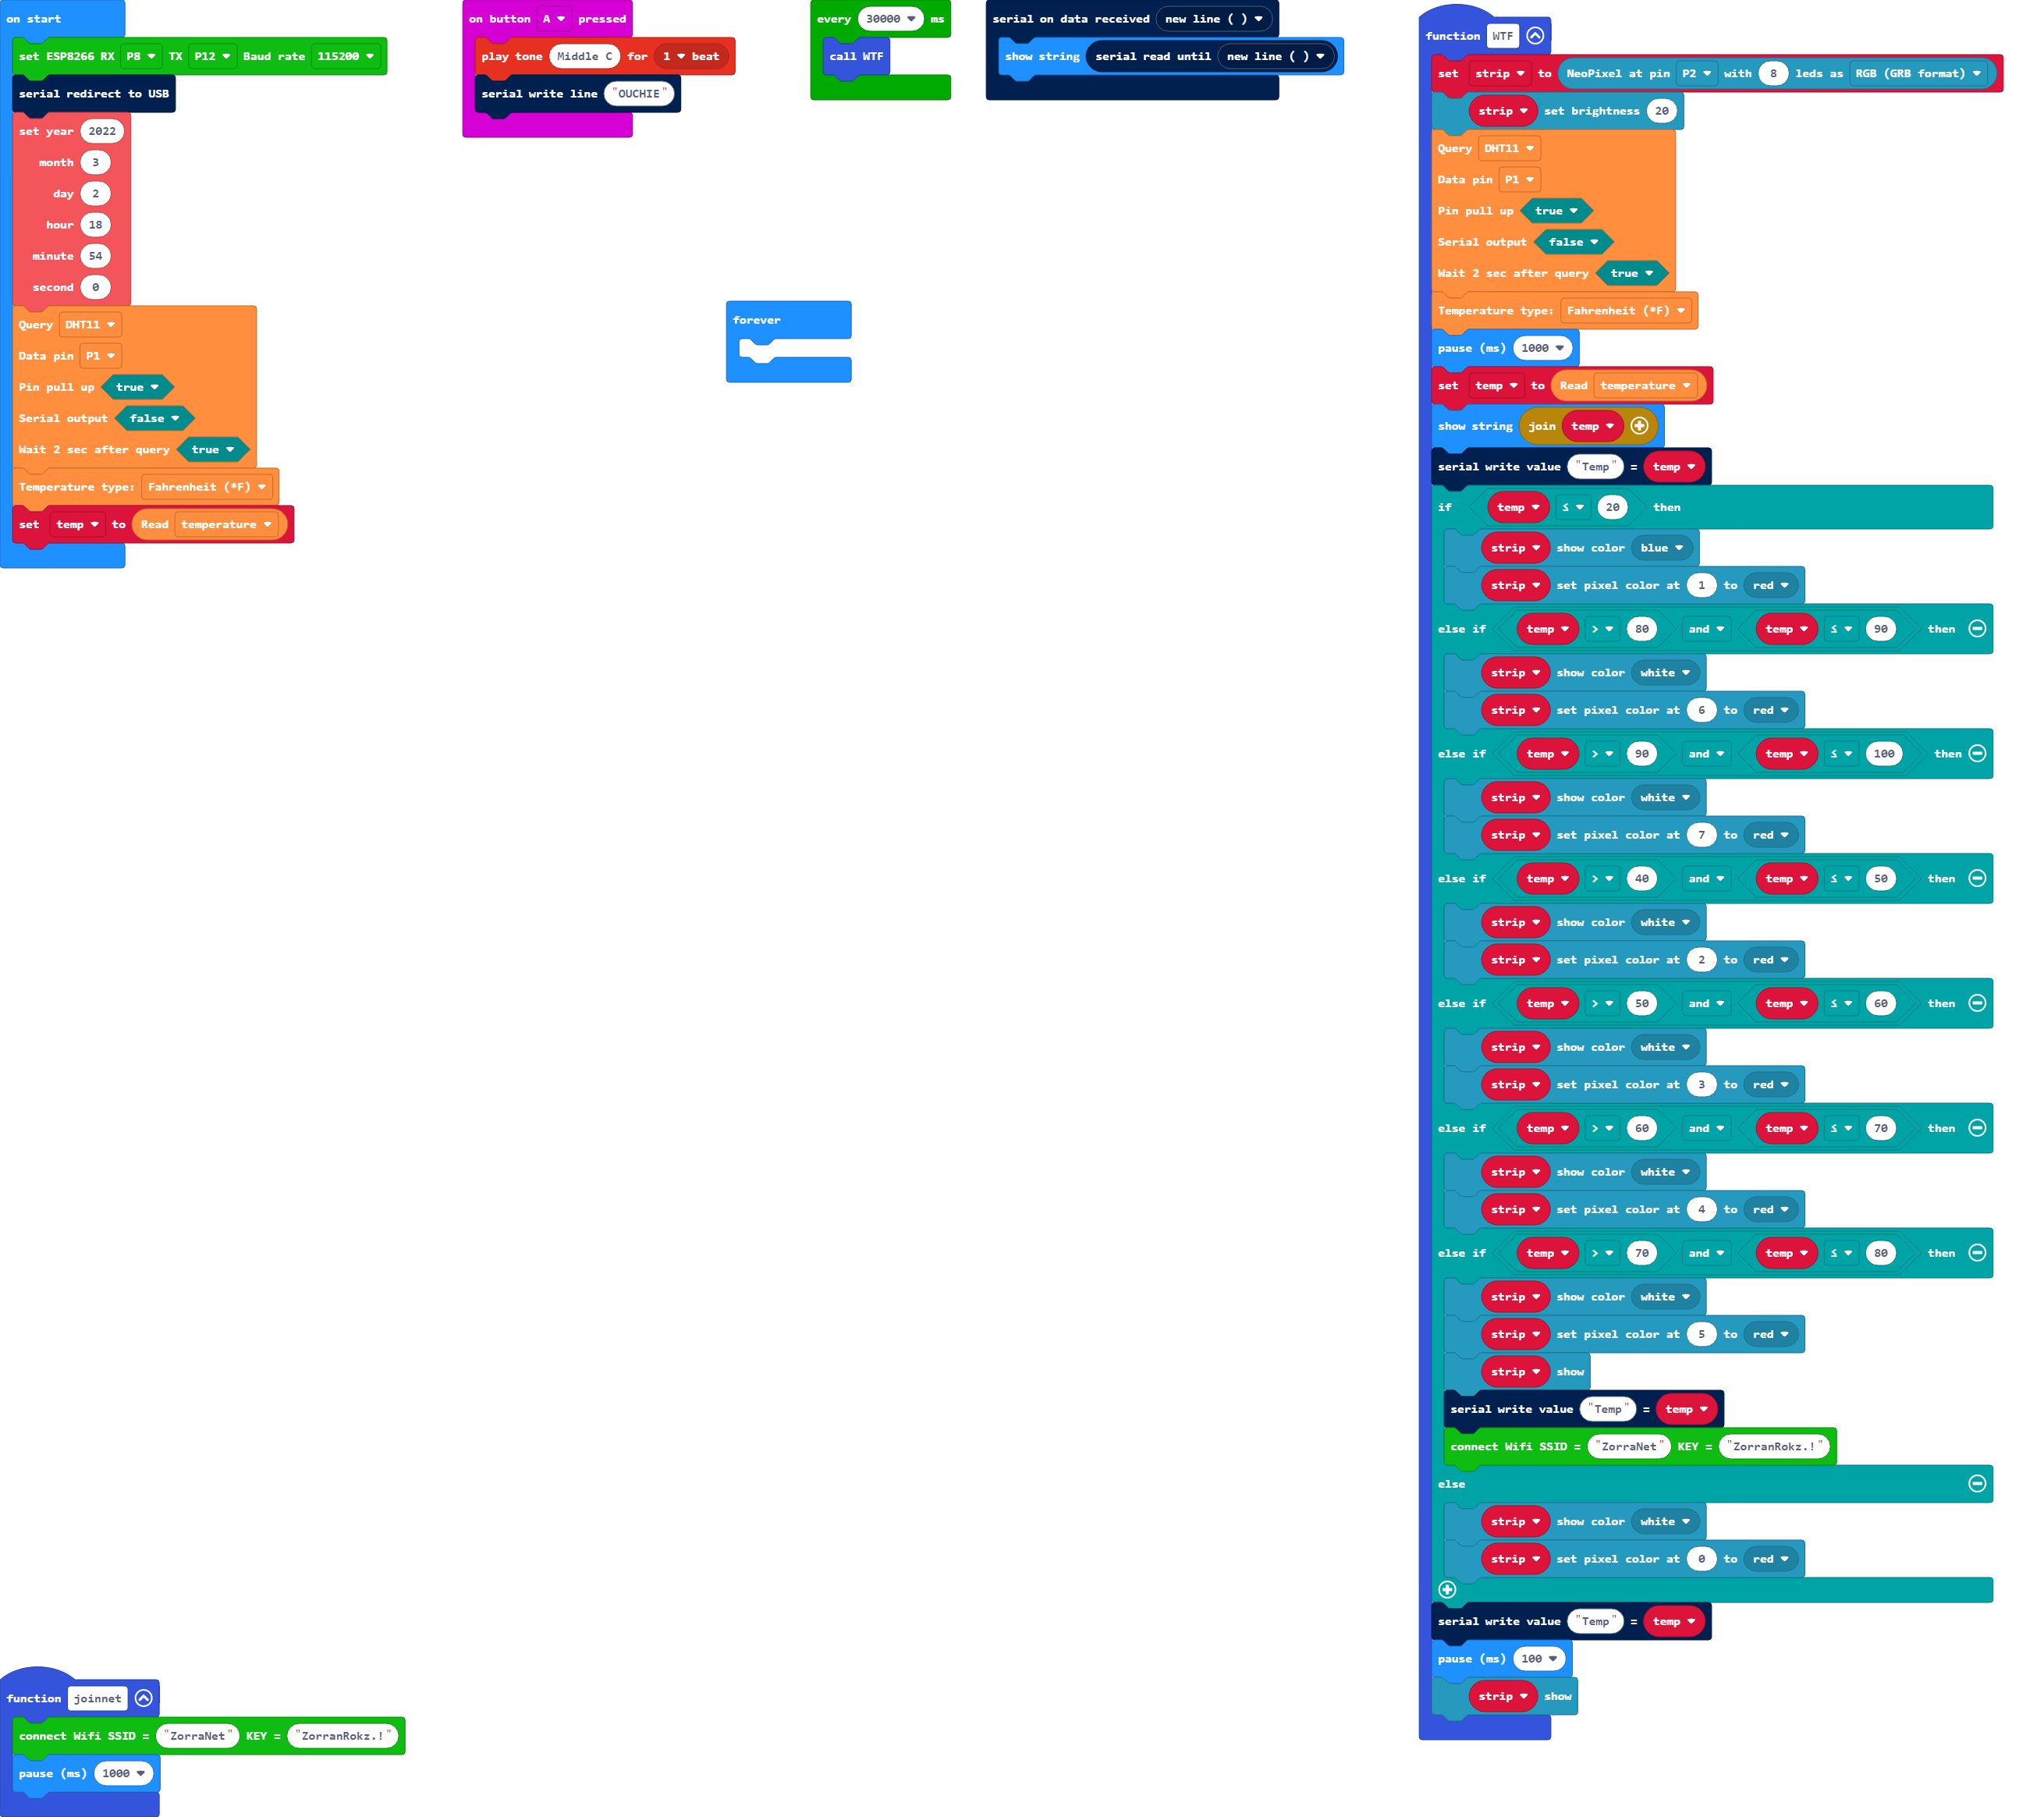 on start
set ESP8266 RX P8 TX P12 Baud rate 115200
serial redirect to USB
set year 2022
month 3
day 2
hour 18
minute 54
second 0
Query DHT11
Data pin P1
Pin pull up true
Serial output false
Wait 2 sec after query true
Temperature type: Fahrenheit (*F)
set temp to Read temperature
on button A pressed
play tone Middle C for 1 beat
serial write line "OUCHIE"
every 30000 ms
call WTF
serial on data received new line ( )
show string serial read until new line ( )
forever
function WTF
set strip to NeoPixel at pin P2 with 8 leds as RGB (GRB format)
strip set brightness 20
Query DHT11
Data pin P1
Pin pull up true
Serial output false
Wait 2 sec after query true
Temperature type: Fahrenheit (*F)
pause (ms) 1000
set temp to Read temperature
show string join temp
serial write value "Temp" = temp
if temp ≤ 20 then
strip show color blue
strip set pixel color at 1 to red
else if temp > 80 and temp ≤ 90 then
strip show color white
strip set pixel color at 6 to red
else if temp > 90 and temp ≤ 100 then
strip show color white
strip set pixel color at 7 to red
else if temp > 40 and temp ≤ 50 then
strip show color white
strip set pixel color at 2 to red
else if temp > 50 and temp ≤ 60 then
strip show color white
strip set pixel color at 3 to red
else if temp > 60 and temp ≤ 70 then
strip show color white
strip set pixel color at 4 to red
else if temp > 70 and temp ≤ 80 then
strip show color white
strip set pixel color at 5 to red
strip show
serial write value "Temp" = temp
connect Wifi SSID = "ZorraNet" KEY = "ZorranRokz.!"
else
strip show color white
strip set pixel color at 0 to red
serial write value "Temp" = temp
pause (ms) 100
strip show
function joinnet
connect Wifi SSID = "ZorraNet" KEY = "ZorranRokz.!"
pause (ms) 1000